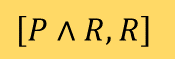 [P ∧ R, R]